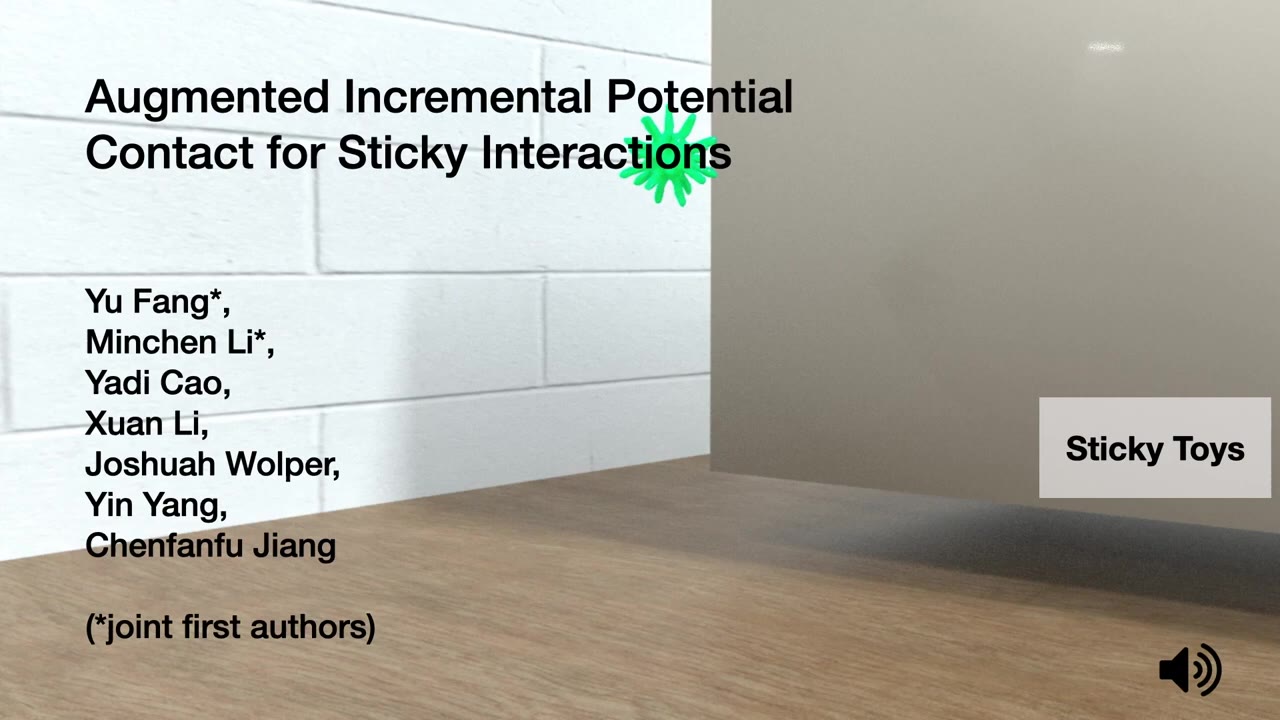 Augmented Incremental Potential
Contact for Sticky Interactions
Yu Fang*,
Minchen Li*,
Yadi Cao,
Xuan Li,
Joshuah Wolper,
Yin Yang,
Chenfanfu Jiang
(*joint first authors)
Sticky Toys